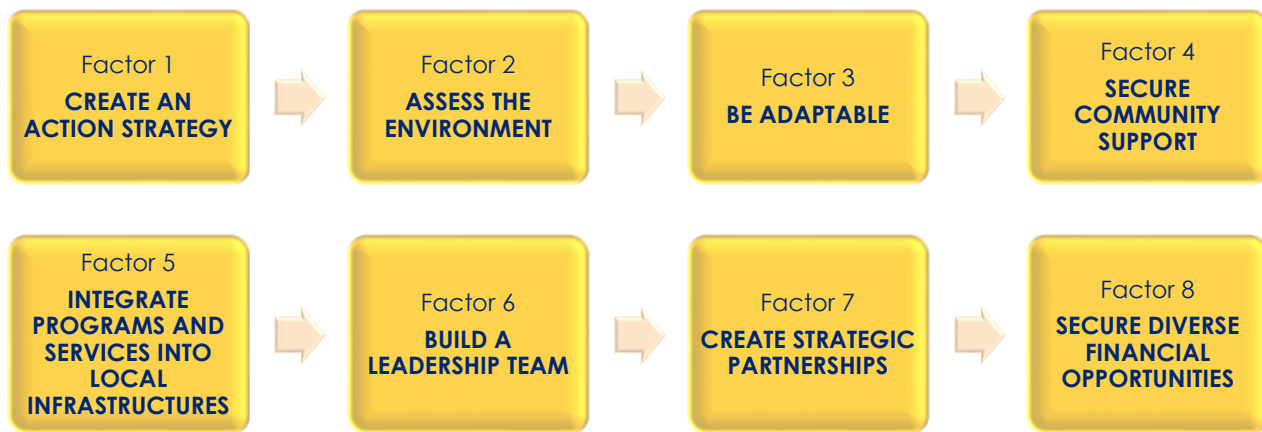 Factor 1
CREATE AN
ACTION STRATEGY
Factor 2
ASSESS THE
ENVIRONMENT
Factor 3
BE ADAPTABLE
Factor 4
SECURE
COMMUNITY
SUPPORT
Factor 5
INTEGRATE
PROGRAMS AND
SERVICES INTO
LOCAL
INFRASTRUCTURES
Factor 6
BUILD A
LEADERSHIP TEAM
Factor 7
CREATE STRATEGIC
PARTNERSHIPS
Factor 8
SECURE DIVERSE
FINANCIAL
OPPORTUNITIES